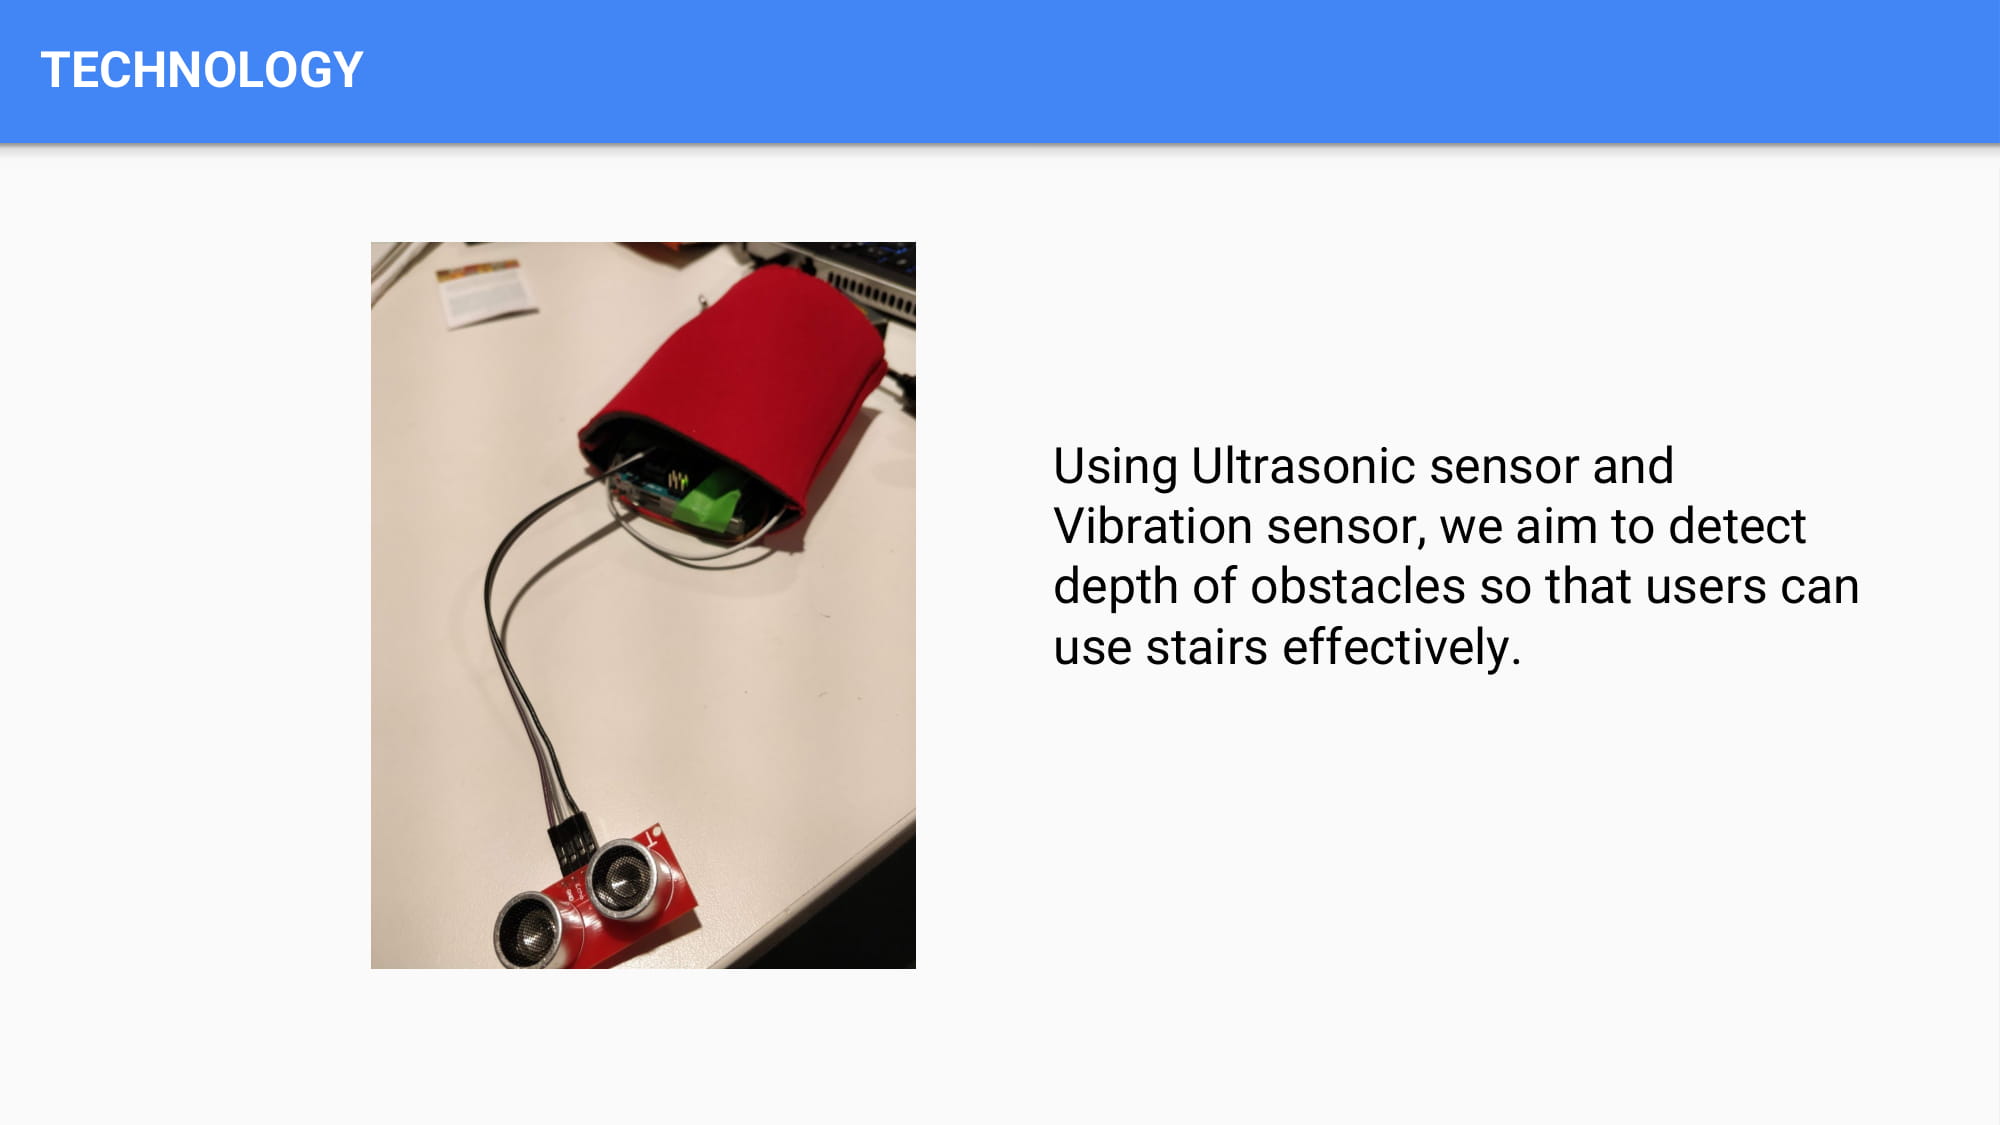 TECHNOLOGY
Using Ultrasonic sensor and
Vibration sensor, we aim to detect
depth of obstacles so that users can
use stairs effectively.
T